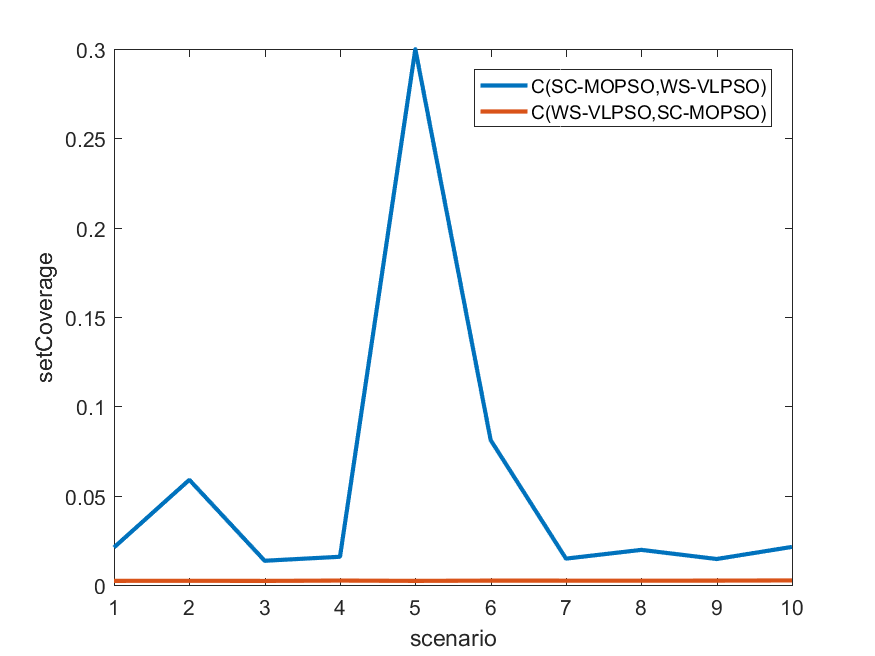 0.3
0.25
0.2
0.15
0.1
0.05
0
setCoverage
C(SC-MOPSO,WS-VLPSO)
C(WS-VLPSO,SC-MOPSO)
1 2 3 4 5 6 7 8 9 10
scenario